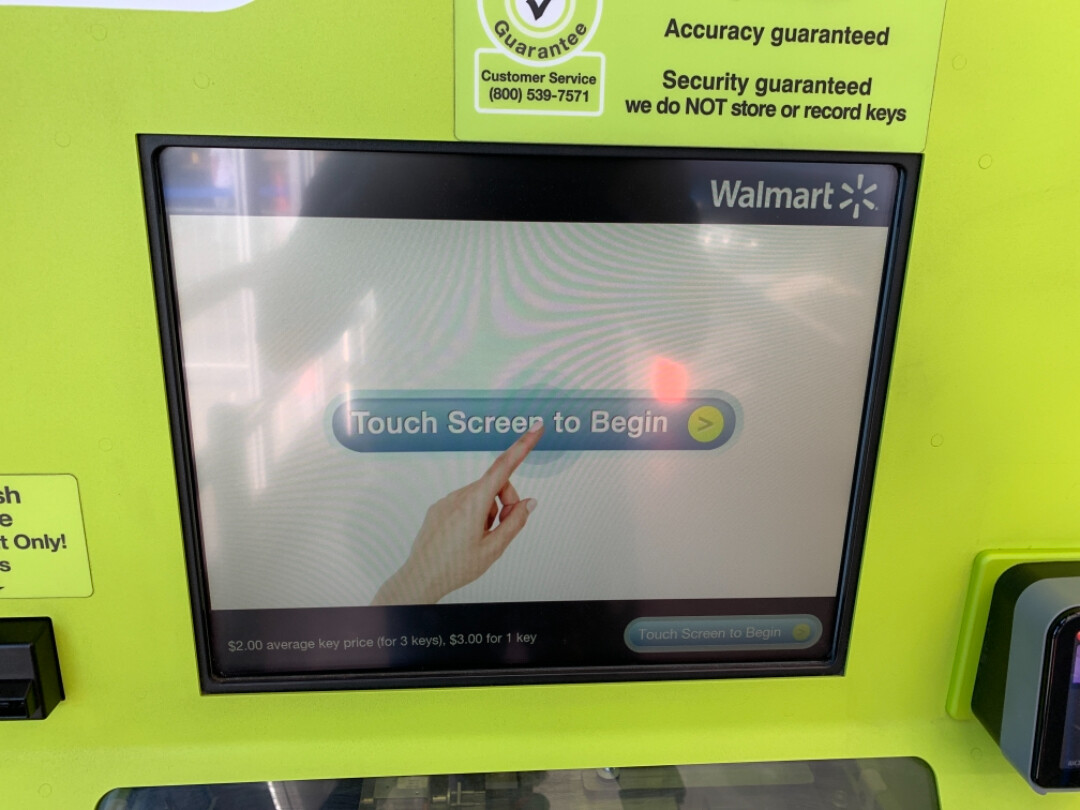 Guarantee
Customer Service
(800) 539-7571
Accuracy guaranteed
Security guaranteed
we do NOT store or record keys
Walmart
Touch Screen to Begin >
sh
e
t Only!
s
$2.00 average key price (for 3 keys), $3.00 for 1 key
Touch Screen to Begin >